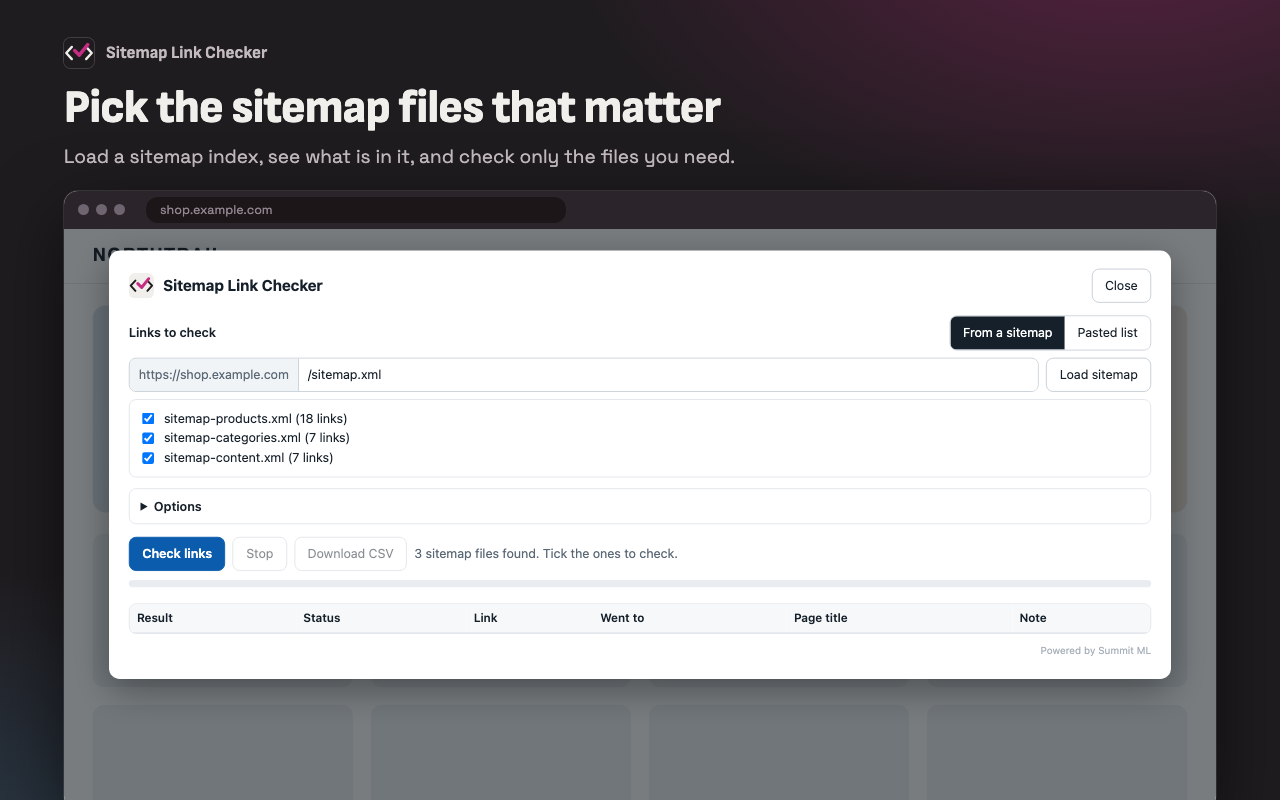 Sitemap Link Checker
Pick the sitemap files that matter
Load a sitemap index, see what is in it, and check only the files you need.
shop.example.com
Sitemap Link Checker
Close
Links to check
From a sitemap
Pasted list
https://shop.example.com
/sitemap.xml
Load sitemap
sitemap-products.xml (18 links)
sitemap-categories.xml (7 links)
sitemap-content.xml (7 links)
Options
Check links
Stop
Download CSV
3 sitemap files found. Tick the ones to check.
Result
Status
Link
Went to
Page title
Note
Powered by Summit ML